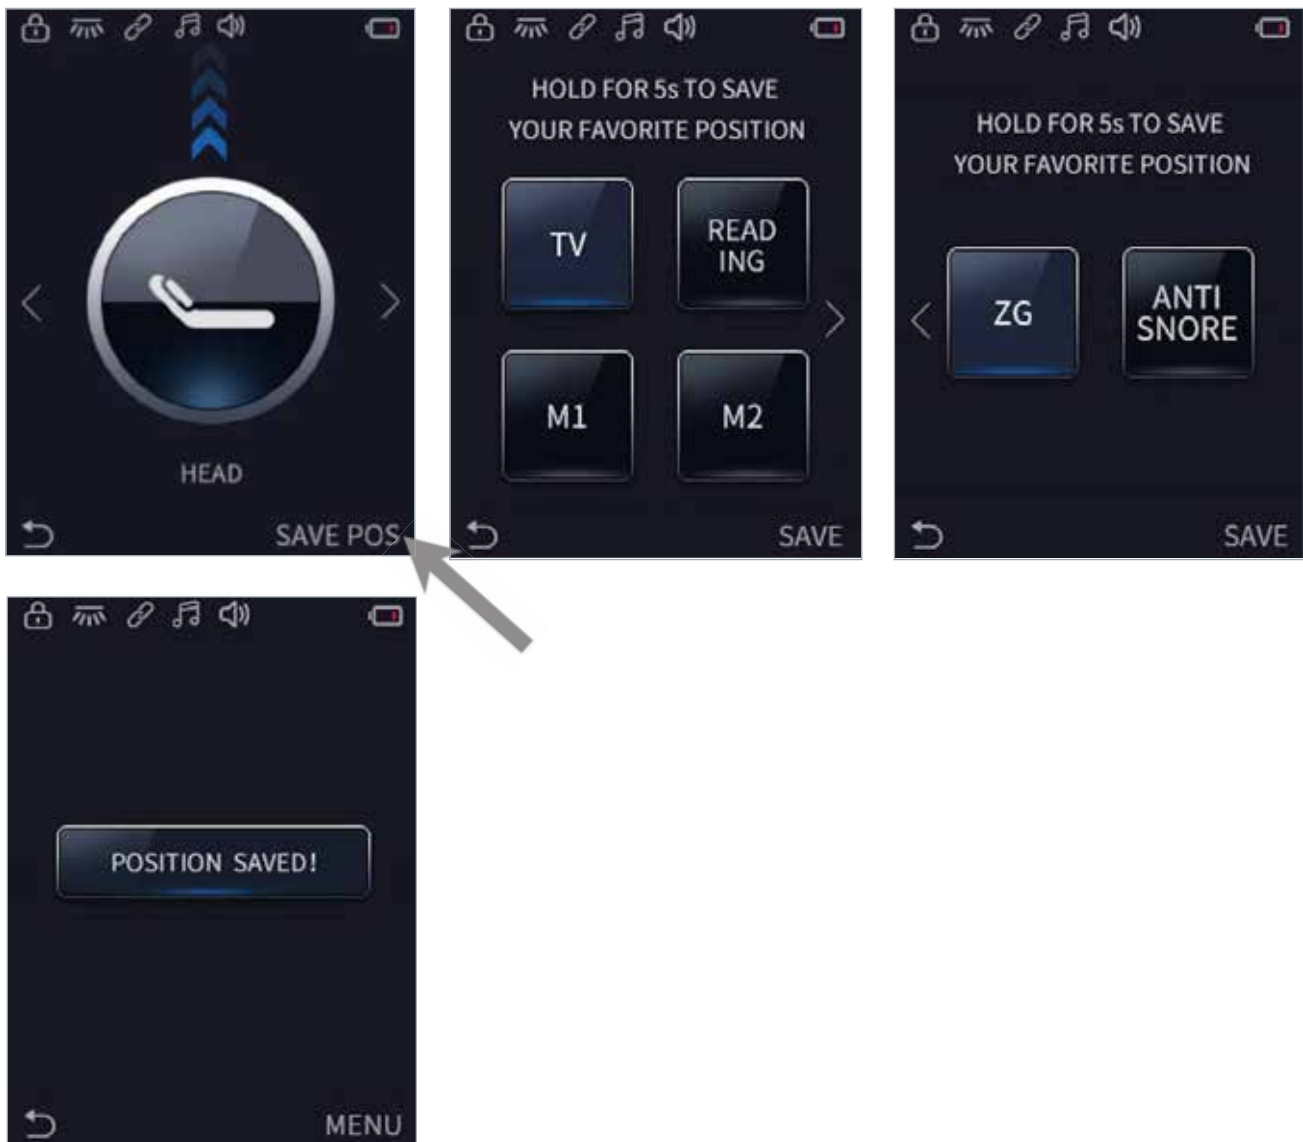 HEAD
SAVE POS
HOLD FOR 5s TO SAVE
YOUR FAVORITE POSITION
TV
READ
ING
M1
M2
SAVE
HOLD FOR 5s TO SAVE
YOUR FAVORITE POSITION
ZG
ANTI
SNORE
SAVE
POSITION SAVED!
MENU